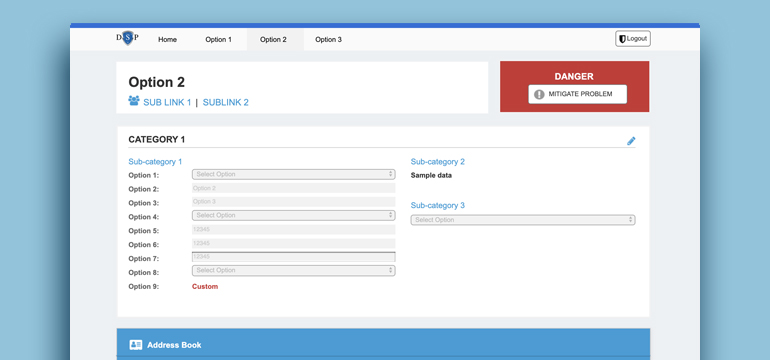 DSP Home Option 1 Option 2 Option 3 Logout
Option 2
SUB LINK 1 | SUBLINK 2
DANGER
MITIGATE PROBLEM
CATEGORY 1
Sub-category 1
Option 1: Select Option
Option 2: Option 2
Option 3: Option 3
Option 4: Select Option
Option 5: 12345
Option 6: 12345
Option 7: 12345
Option 8: Select Option
Option 9: Custom
Sub-category 2
Sample data
Sub-category 3
Select Option
Address Book